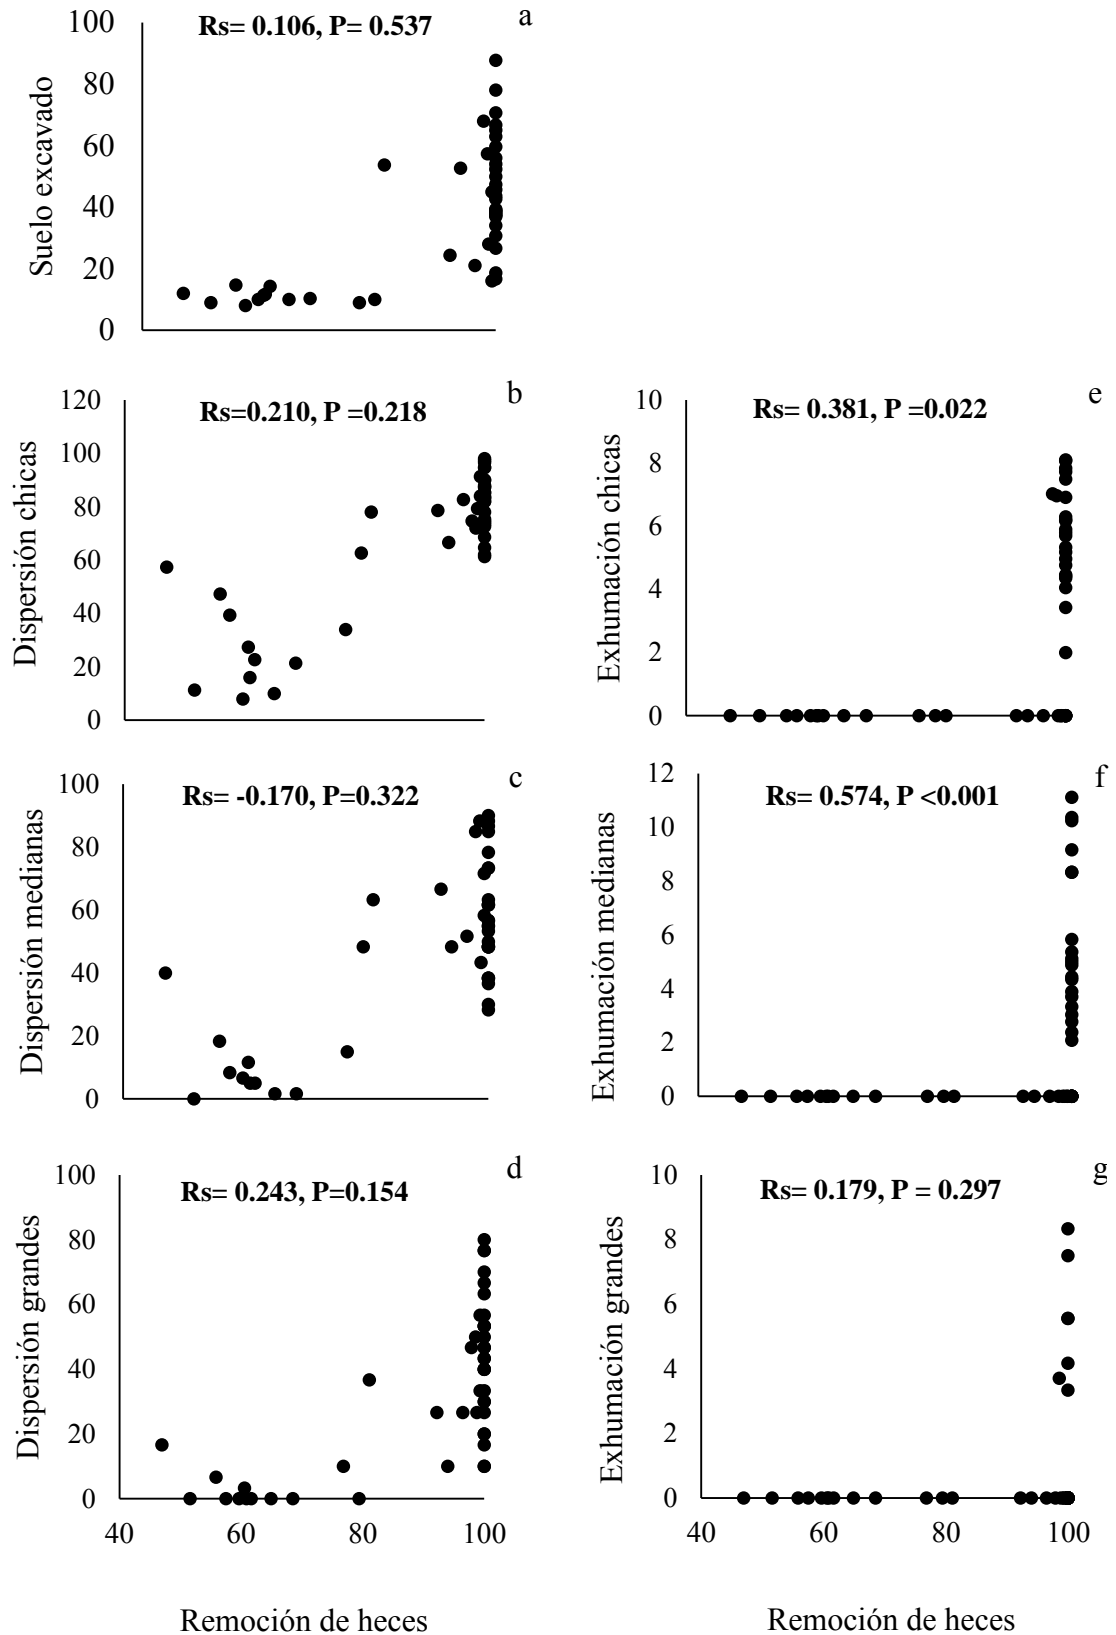 a
Rs= 0.106, P= 0.537
100
80
60
40
20
0
Suelo excavado
b
Rs=0.210, P =0.218
120
100
80
60
40
20
0
Dispersión chicas
e
Rs= 0.381, P =0.022
10
8
6
4
2
0
Exhumación chicas
c
Rs= -0.170, P=0.322
100
80
60
40
20
0
Dispersión medianas
f
Rs= 0.574, P <0.001
12
10
8
6
4
2
0
Exhumación medianas
d
Rs= 0.243, P=0.154
100
80
60
40
20
0
Dispersión grandes
40 60 80 100
Remoción de heces
g
Rs= 0.179, P = 0.297
10
8
6
4
2
0
Exhumación grandes
40 60 80 100
Remoción de heces